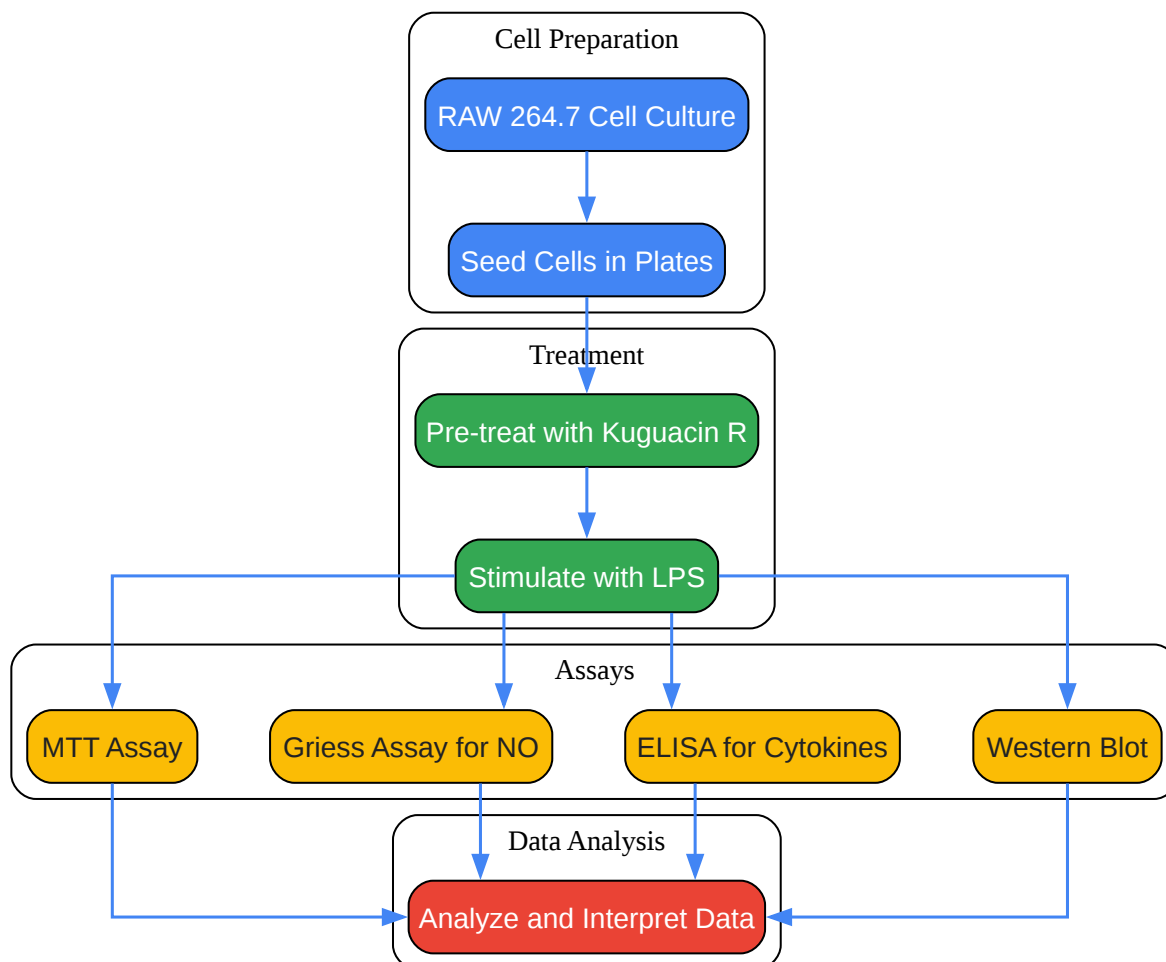 Cell Preparation
RAW 264.7 Cell Culture
Seed Cells in Plates
Treatment
Pre-treat with Kuguacin R
Stimulate with LPS
Assays
MTT Assay
Griess Assay for NO
ELISA for Cytokines
Western Blot
Data Analysis
Analyze and Interpret Data